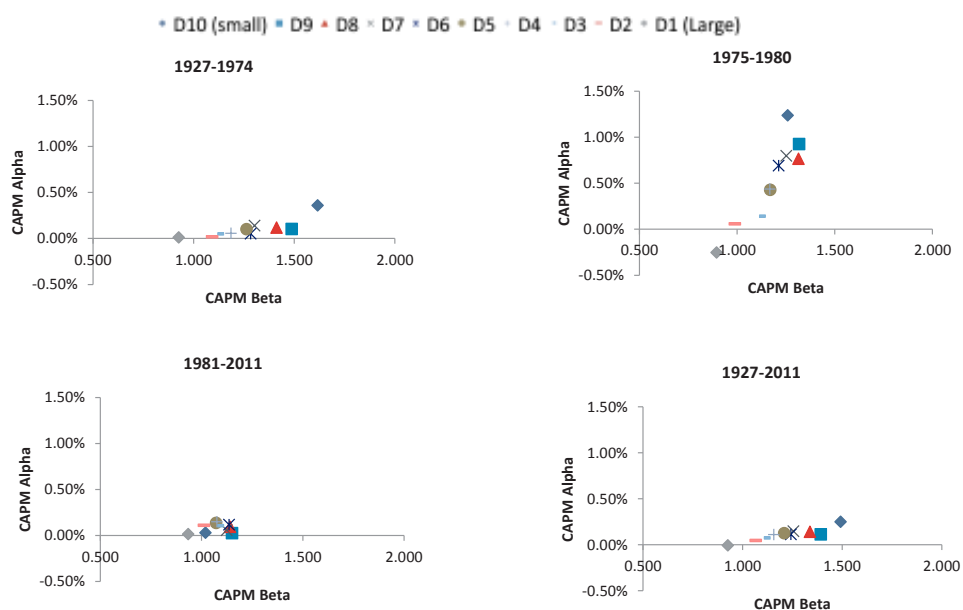 D10 (small) D9 D8 D7 D6 D5 D4 D3 D2 D1 (Large)
1927-1974
1.50%
1.00%
0.50%
0.00%
-0.50%
0.500 1.000 1.500 2.000
CAPM Alpha
CAPM Beta
1975-1980
1.50%
1.00%
0.50%
0.00%
-0.50%
0.500 1.000 1.500 2.000
CAPM Alpha
CAPM Beta
1981-2011
1.50%
1.00%
0.50%
0.00%
-0.50%
0.500 1.000 1.500 2.000
CAPM Alpha
CAPM Beta
1927-2011
1.50%
1.00%
0.50%
0.00%
-0.50%
0.500 1.000 1.500 2.000
CAPM Alpha
CAPM Beta